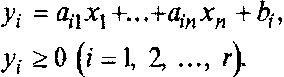 yᵢ = aᵢ₁x₁+...+aᵢₙxₙ + bᵢ,
yᵢ ≥ 0 (i = 1, 2, ..., r).